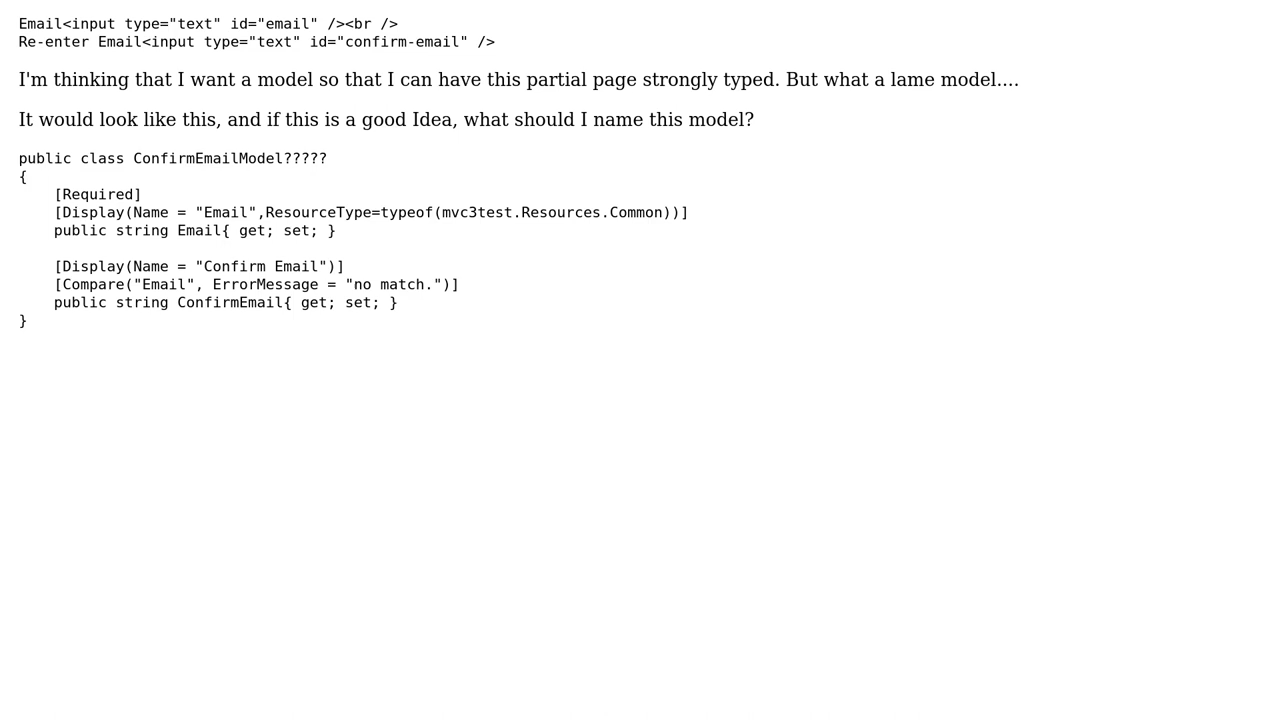 Email<input type="text" id="email" /><br />
Re-enter Email<input type="text" id="confirm-email" />
I'm thinking that I want a model so that I can have this partial page strongly typed. But what a lame model....
It would look like this, and if this is a good Idea, what should I name this model?
public class ConfirmEmailModel?????
{
    [Required]
    [Display(Name = "Email",ResourceType=typeof(mvc3test.Resources.Common))]
    public string Email{ get; set; }

    [Display(Name = "Confirm Email")]
    [Compare("Email", ErrorMessage = "no match.")]
    public string ConfirmEmail{ get; set; }
}